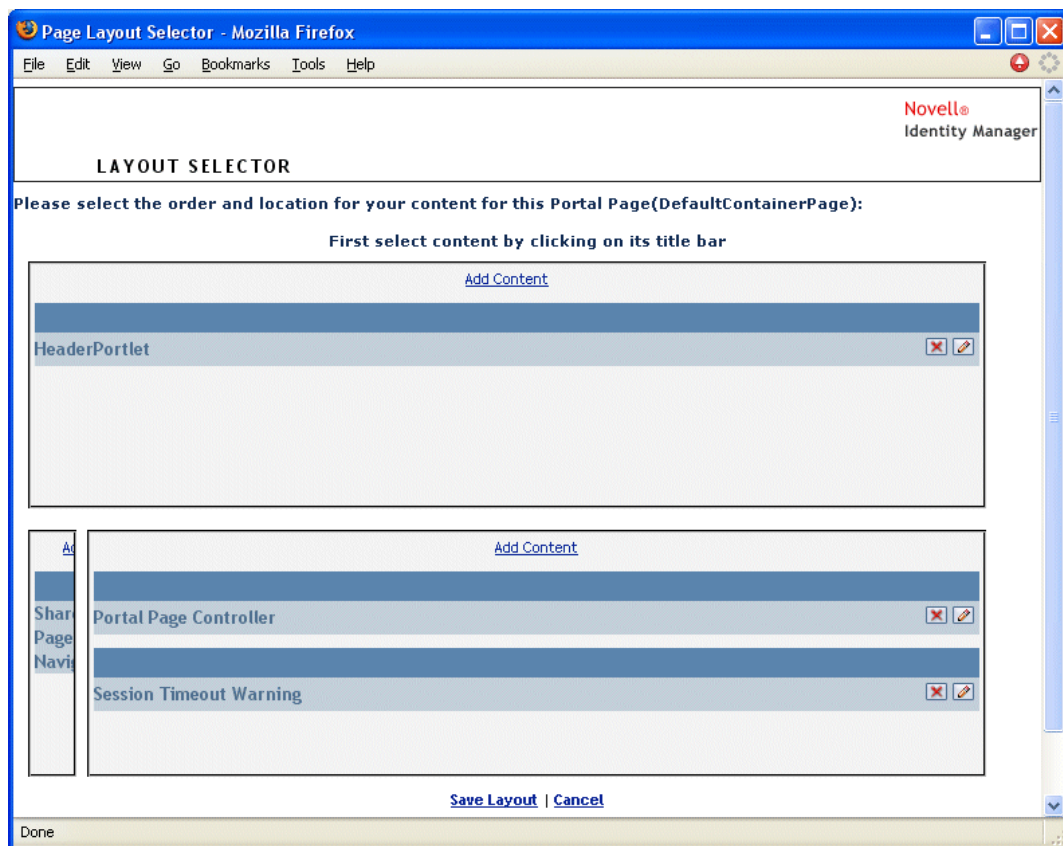 Page Layout Selector - Mozilla Firefox
File Edit View Go Bookmarks Tools Help
Novell®
Identity Manager
LAYOUT SELECTOR
Please select the order and location for your content for this Portal Page(DefaultContainerPage):
First select content by clicking on its title bar
Add Content
HeaderPortlet
Add Content
Page
Portal Page Controller
Session Timeout Warning
Save Layout | Cancel
Done